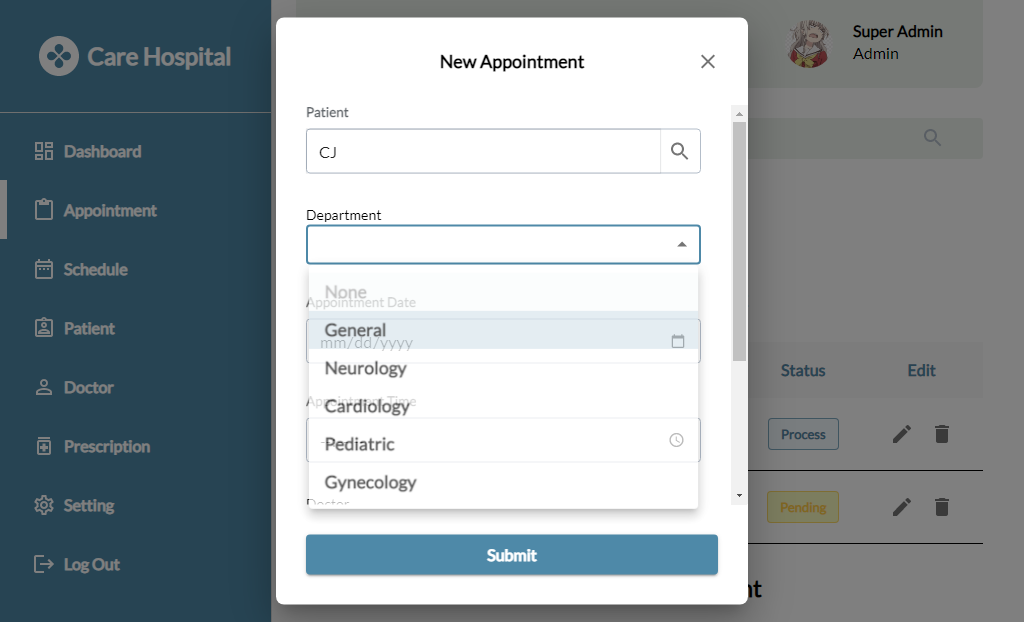 Care Hospital
Dashboard
Appointment
Schedule
Patient
Doctor
Prescription
Setting
Log Out
New Appointment
Patient
CJ
Department
None
Appointment Date
General
mm/dd/yyyy
Neurology
Appointment Time
Cardiology
Pediatric
Gynecology
Doctor
Submit
Super Admin
Admin
Status Edit
Process
Pending